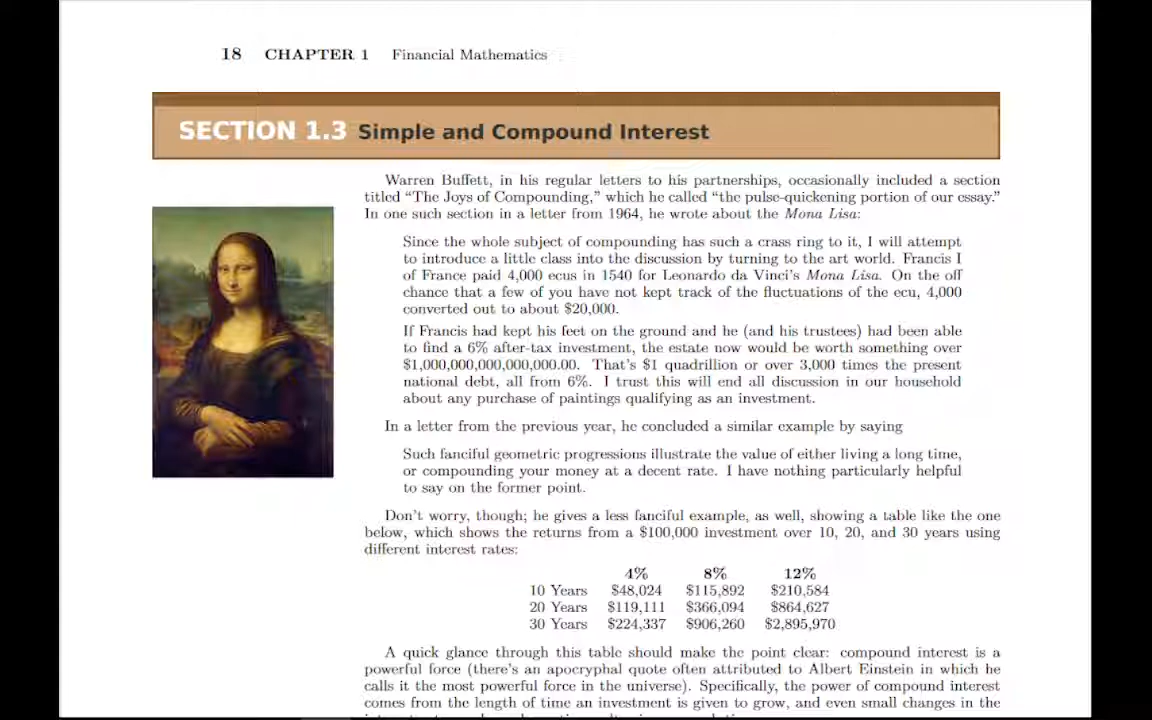 18 CHAPTER 1 Financial Mathematics
SECTION 1.3 Simple and Compound Interest
Warren Buffett, in his regular letters to his partnerships, occasionally included a section
titled “The Joys of Compounding,” which he called “the pulse-quickening portion of our essay.”
In one such section in a letter from 1964, he wrote about the Mona Lisa:
Since the whole subject of compounding has such a crass ring to it, I will attempt
to introduce a little class into the discussion by turning to the art world. Francis I
of France paid 4,000 ecus in 1540 for Leonardo da Vinci’s Mona Lisa. On the off
chance that a few of you have not kept track of the fluctuations of the ecu, 4,000
converted out to about $20,000.
If Francis had kept his feet on the ground and he (and his trustees) had been able
to find a 6% after-tax investment, the estate now would be worth something over
$1,000,000,000,000,000.00. That’s $1 quadrillion or over 3,000 times the present
national debt, all from 6%. I trust this will end all discussion in our household
about any purchase of paintings qualifying as an investment.
In a letter from the previous year, he concluded a similar example by saying
Such fanciful geometric progressions illustrate the value of either living a long time,
or compounding your money at a decent rate. I have nothing particularly helpful
to say on the former point.
Don’t worry, though; he gives a less fanciful example, as well, showing a table like the one
below, which shows the returns from a $100,000 investment over 10, 20, and 30 years using
different interest rates:
4% 8% 12%
10 Years $48,024 $115,892 $210,584
20 Years $119,111 $366,094 $864,627
30 Years $224,337 $906,260 $2,895,970
A quick glance through this table should make the point clear: compound interest is a
powerful force (there’s an apocryphal quote often attributed to Albert Einstein in which he
calls it the most powerful force in the universe). Specifically, the power of compound interest
comes from the length of time an investment is given to grow, and even small changes in the